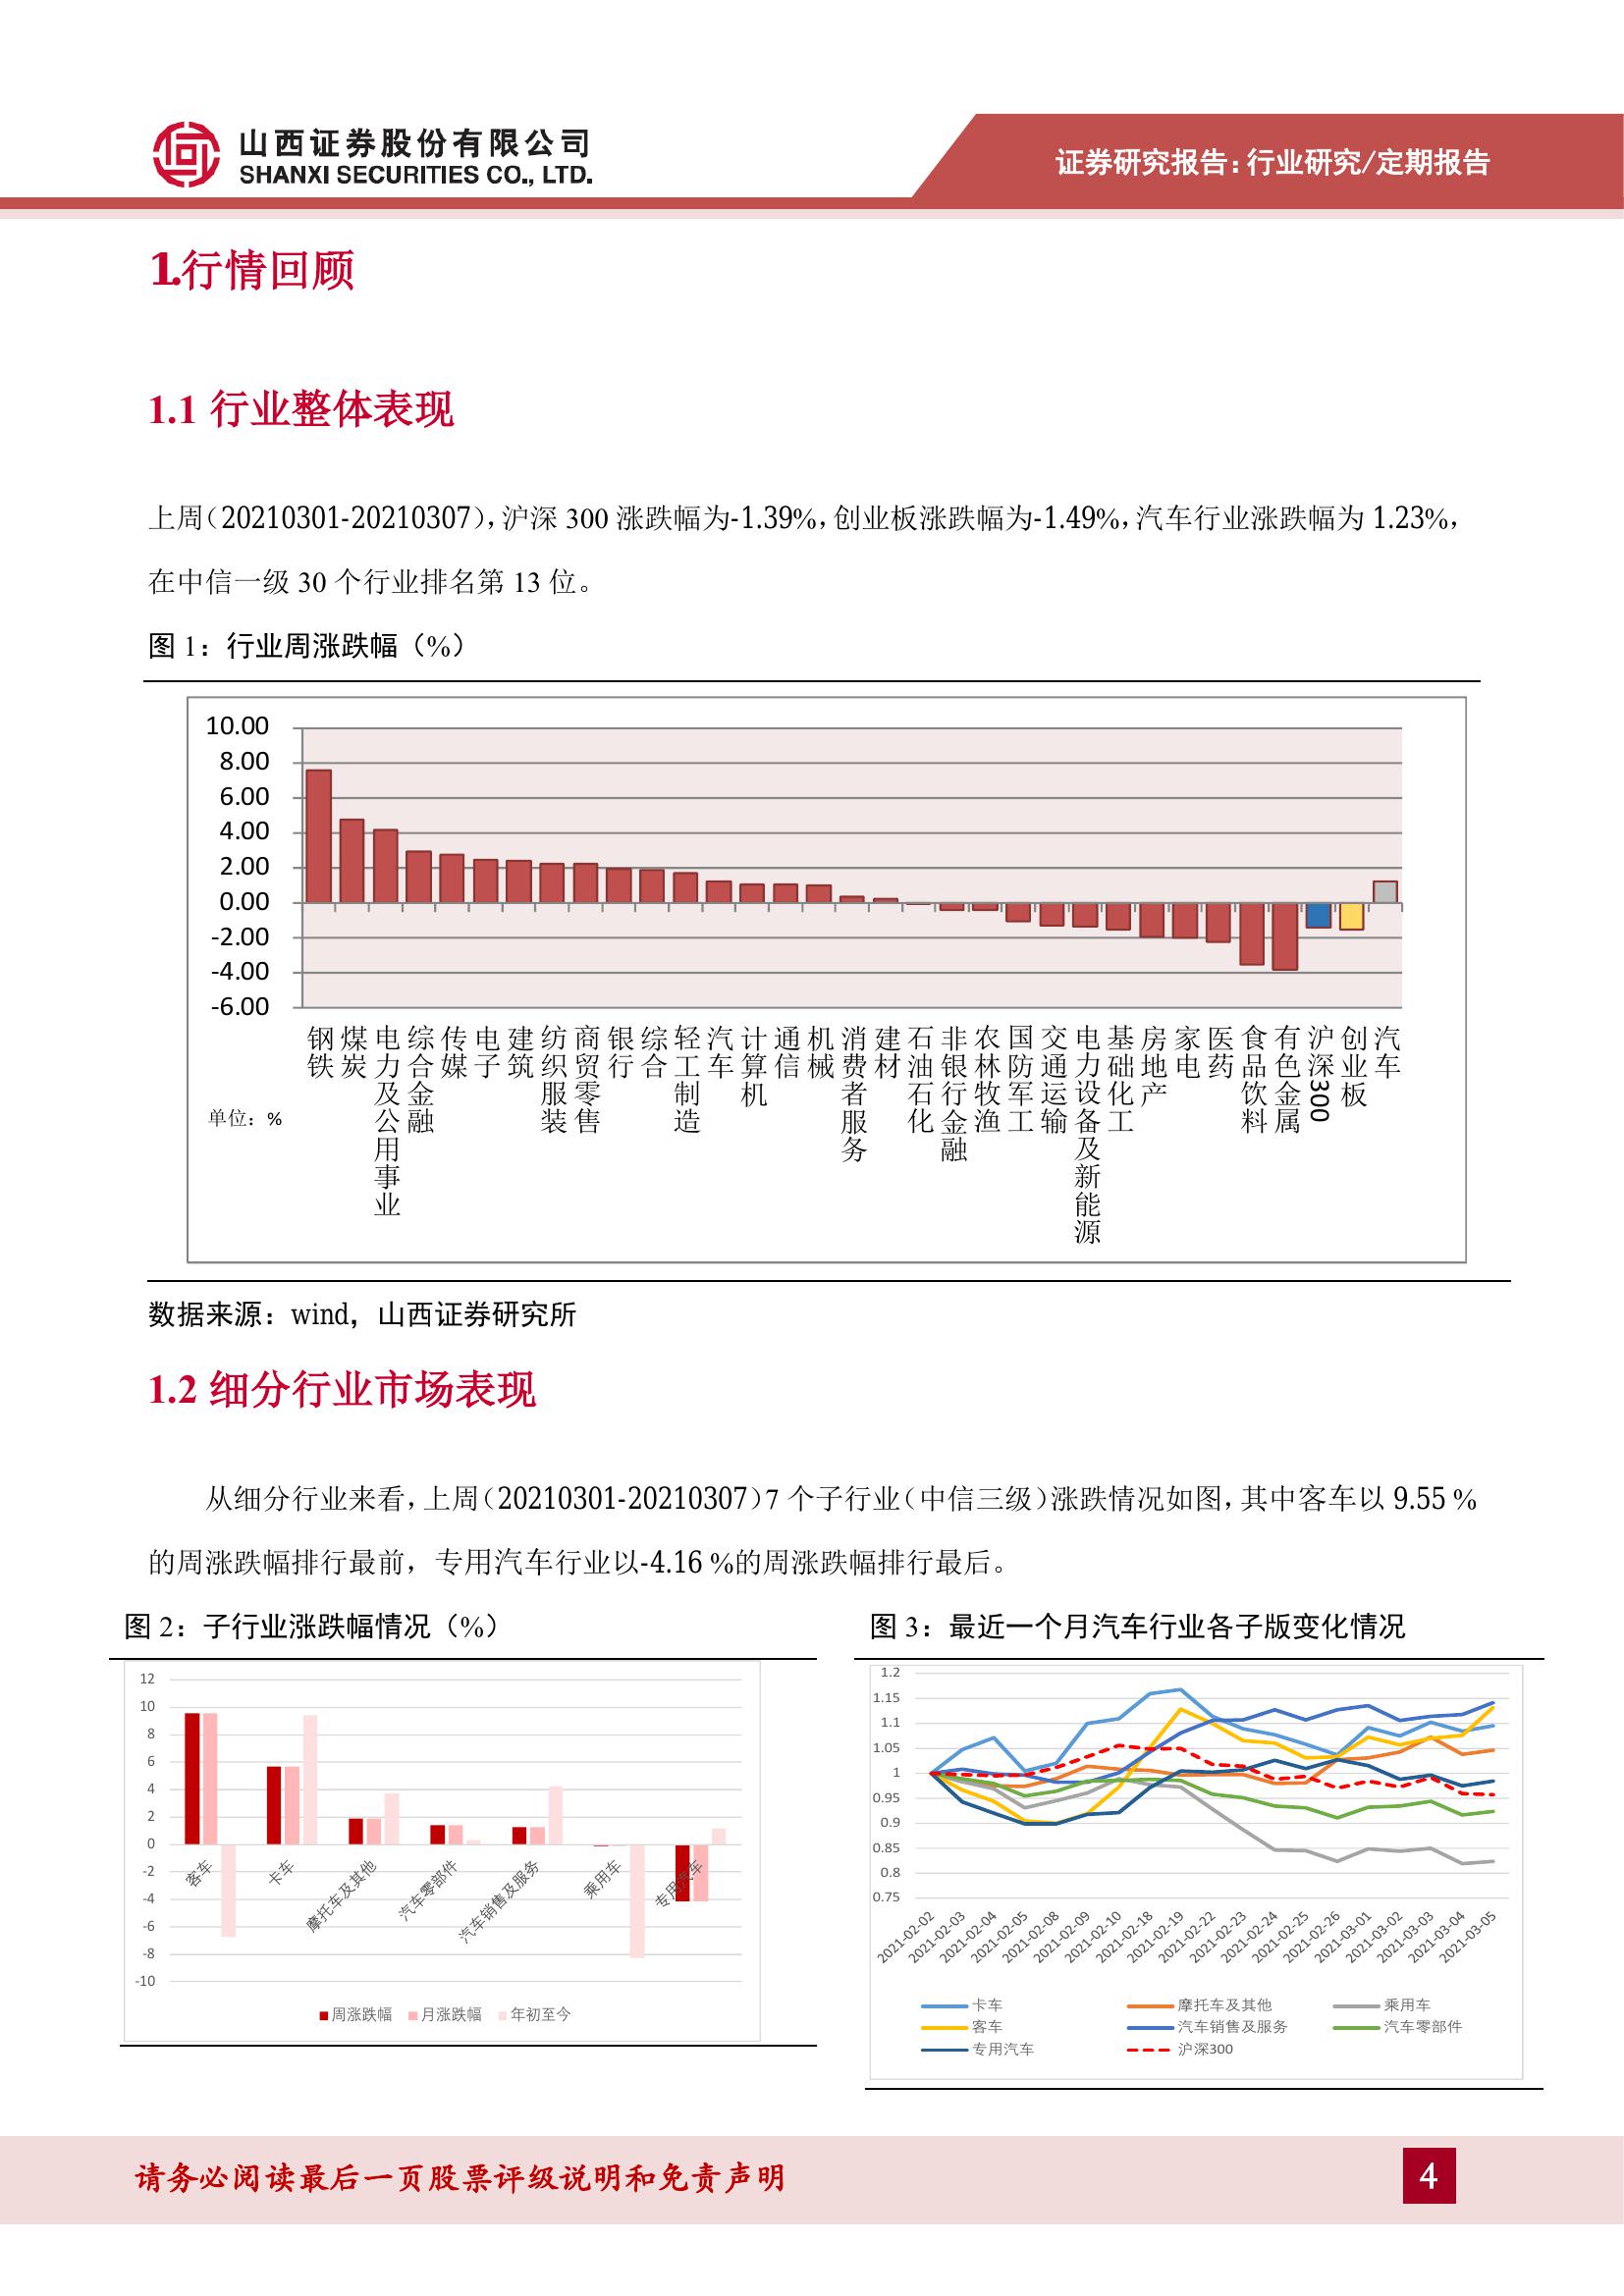 山西证券股份有限公司
SHANXI SECURITIES CO., LTD.
证券研究报告：行业研究/定期报告
1.行情回顾
1.1 行业整体表现
上周（20210301-20210307），沪深 300 涨跌幅为-1.39%，创业板涨跌幅为-1.49%，汽车行业涨跌幅为 1.23%，
在中信一级 30 个行业排名第 13 位。
图 1：行业周涨跌幅（%）
10.00
8.00
6.00
4.00
2.00
0.00
-2.00
-4.00
-6.00
钢铁
煤炭
电力及公用事业
综合金融
传媒
电子
建筑
纺织服装
商贸零售
银行
综合
轻工制造
汽车
计算机
通信
机械
消费者服务
建材
石油石化
非银行金融
农林牧渔
国防军工
交通运输
电力设备及新能源
基础化工
房地产
家电
医药
食品饮料
有色金属
沪深300
创业板
汽车
单位：%
数据来源：wind，山西证券研究所
1.2 细分行业市场表现
从细分行业来看，上周（20210301-20210307）7 个子行业（中信三级）涨跌情况如图，其中客车以 9.55 %
的周涨跌幅排行最前，专用汽车行业以-4.16 %的周涨跌幅排行最后。
图 2：子行业涨跌幅情况（%）
12
10
8
6
4
2
0
-2
-4
-6
-8
-10
客车
卡车
摩托车及其他
汽车零部件
汽车销售及服务
乘用车
专用汽车
周涨跌幅 月涨跌幅 年初至今
图 3：最近一个月汽车行业各子版变化情况
1.2
1.15
1.1
1.05
1
0.95
0.9
0.85
0.8
0.75
2021-02-02
2021-02-03
2021-02-04
2021-02-05
2021-02-08
2021-02-09
2021-02-10
2021-02-18
2021-02-19
2021-02-22
2021-02-23
2021-02-24
2021-02-25
2021-02-26
2021-03-01
2021-03-02
2021-03-03
2021-03-04
2021-03-05
卡车 摩托车及其他 乘用车
客车 汽车销售及服务 汽车零部件
专用汽车 沪深300
请务必阅读最后一页股票评级说明和免责声明
4